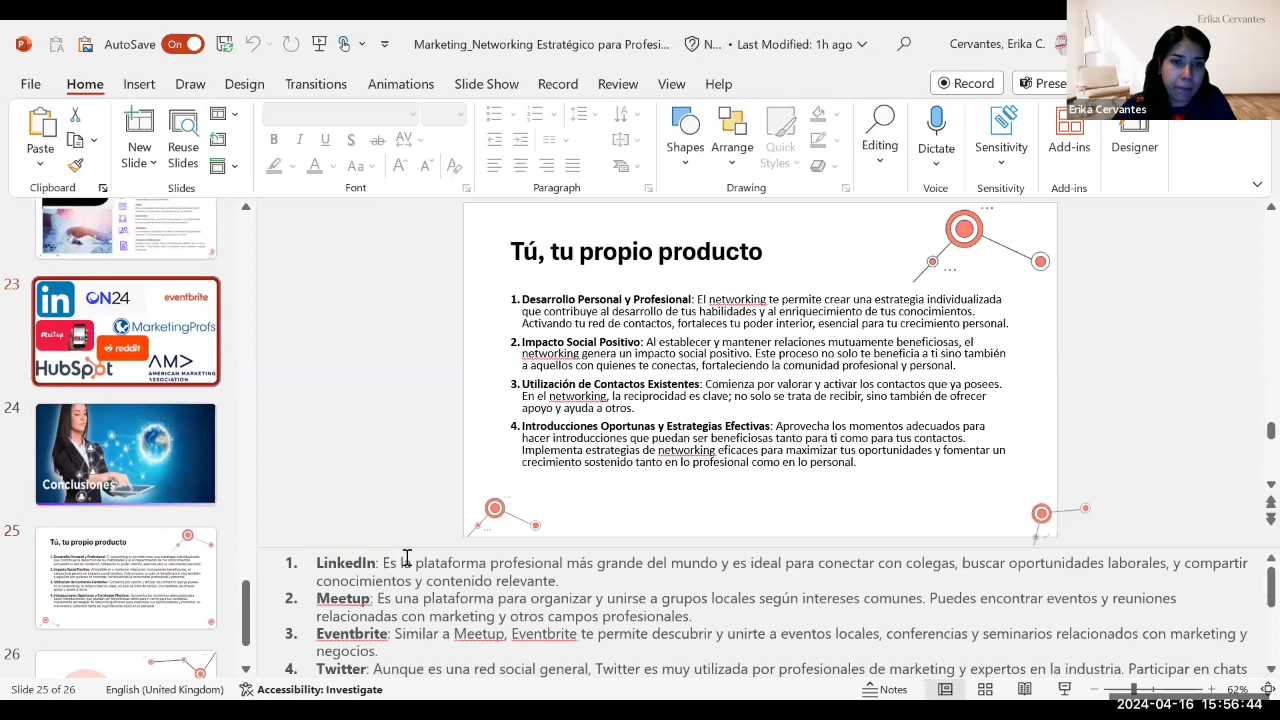 Erika Cervantes
AutoSave On
Marketing_Networking Estratégico para Profesi...
N... • Last Modified: 1h ago
Cervantes, Erika C.
Erika Cervantes
File Home Insert Draw Design Transitions Animations Slide Show Record Review View Help
Record Prese
Paste New Slide Reuse Slides
B I U S ab AV
Aa A A A
Shapes Arrange Quick Styles Editing Dictate Sensitivity Add-ins Designer
Clipboard Slides Font Paragraph Drawing Voice Sensitivity Add-ins
23
in ON24 eventbrite
Meetup MarketingProfs
reddit
HubSpot AMA
AMERICAN MARKETING
ASSOCIATION
24
Conclusiones
25
Tú, tu propio producto
26
Tú, tu propio producto
1. Desarrollo Personal y Profesional: El networking te permite crear una estrategia individualizada
que contribuye al desarrollo de tus habilidades y al enriquecimiento de tus conocimientos.
Activando tu red de contactos, fortaleces tu poder interior, esencial para tu crecimiento personal.
2. Impacto Social Positivo: Al establecer y mantener relaciones mutuamente beneficiosas, el
networking genera un impacto social positivo. Este proceso no solo te beneficia a ti sino también
a aquellos con quienes te conectas, fortaleciendo la comunidad profesional y personal.
3. Utilización de Contactos Existentes: Comienza por valorar y activar los contactos que ya posees.
En el networking, la reciprocidad es clave; no solo se trata de recibir, sino también de ofrecer
apoyo y ayuda a otros.
4. Introducciones Oportunas y Estrategias Efectivas: Aprovecha los momentos adecuados para
hacer introducciones que puedan ser beneficiosas tanto para ti como para tus contactos.
Implementa estrategias de networking eficaces para maximizar tus oportunidades y fomentar un
crecimiento sostenido tanto en lo profesional como en lo personal.
1. LinkedIn: Es la plataforma profesional más grande del mundo y es ideal para conectar con colegas, buscar oportunidades laborales, y compartir
conocimientos y contenido relevante.
2. Meetup: Es una plataforma para organizar y unirse a grupos locales según intereses comunes. Puedes encontrar eventos y reuniones
relacionadas con marketing y otros campos profesionales.
3. Eventbrite: Similar a Meetup, Eventbrite te permite descubrir y unirte a eventos locales, conferencias y seminarios relacionados con marketing y
negocios.
4. Twitter: Aunque es una red social general, Twitter es muy utilizada por profesionales de marketing y expertos en la industria. Participar en chats
Slide 25 of 26 English (United Kingdom) Accessibility: Investigate Notes 62%
2024-04-16 15:56:44